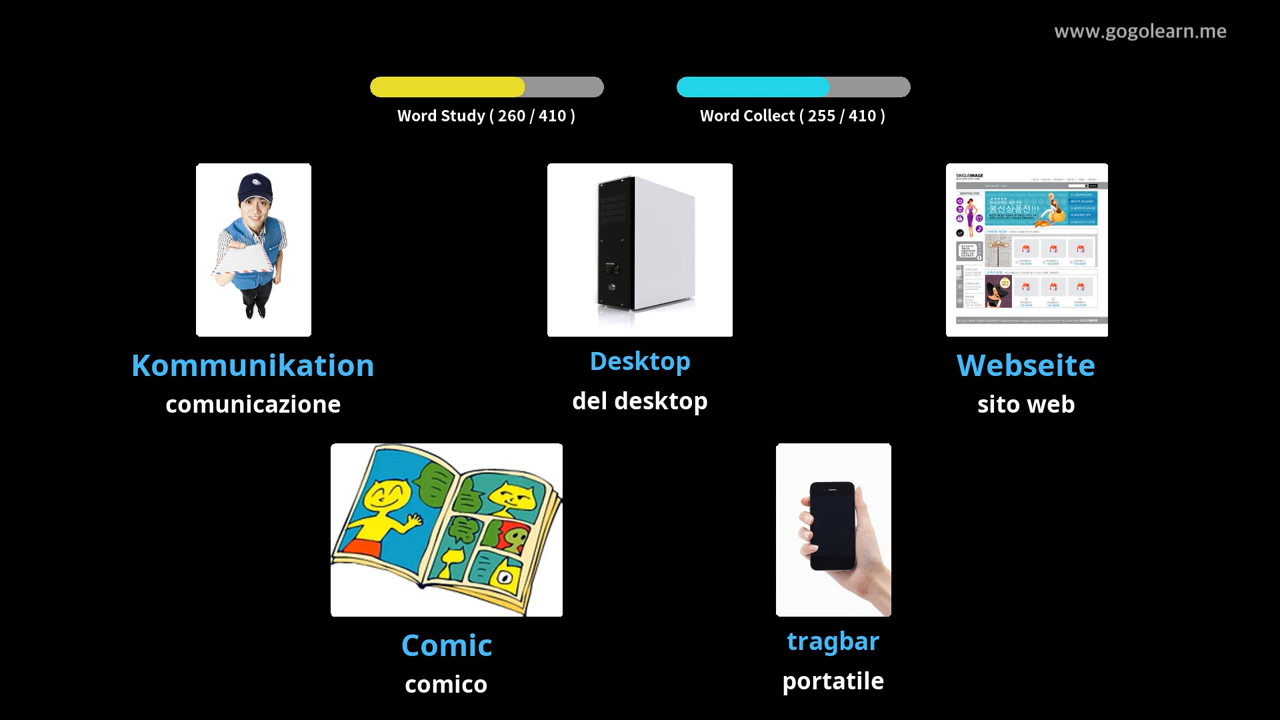 www.gogolearn.me
Word Study ( 260 / 410 )
Word Collect ( 255 / 410 )
Kommunikation
comunicazione
Desktop
del desktop
Webseite
sito web
Comic
comico
tragbar
portatile